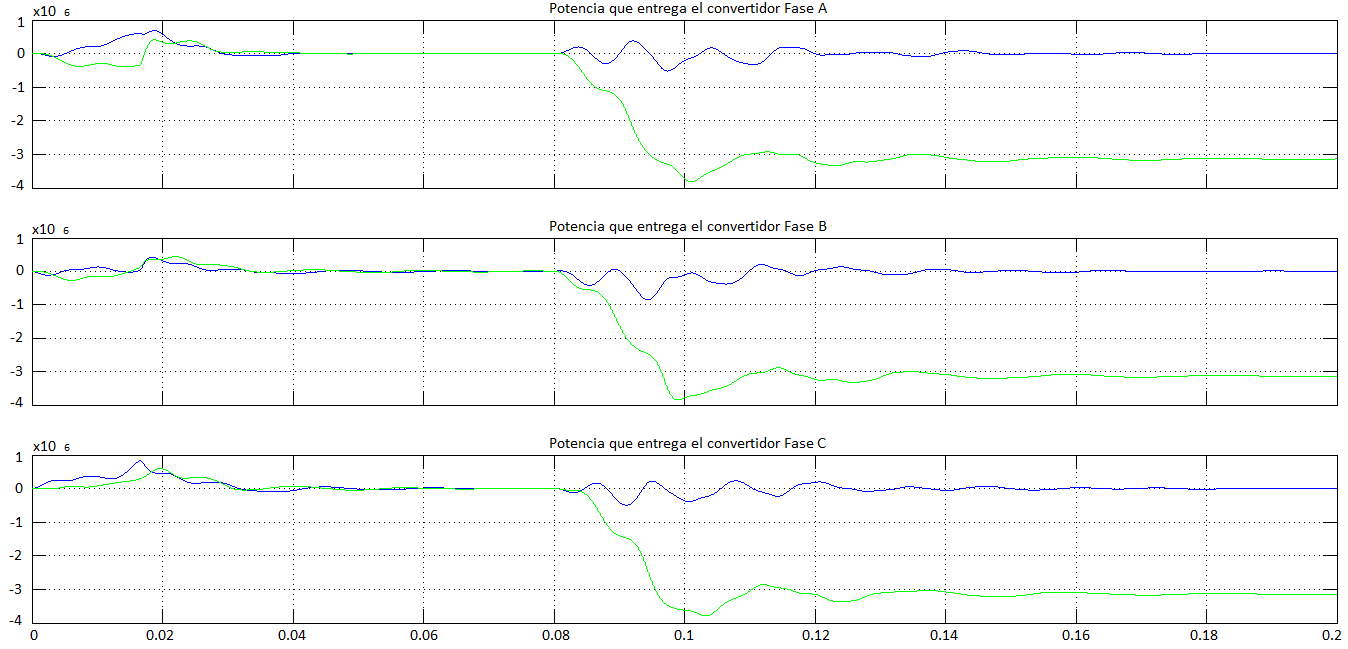 Potencia que entrega el convertidor Fase A
x10 6
1
0
-1
-2
-3
-4
Potencia que entrega el convertidor Fase B
x10 6
1
0
-1
-2
-3
-4
Potencia que entrega el convertidor Fase C
x10 6
1
0
-1
-2
-3
-4
0 0.02 0.04 0.06 0.08 0.1 0.12 0.14 0.16 0.18 0.2